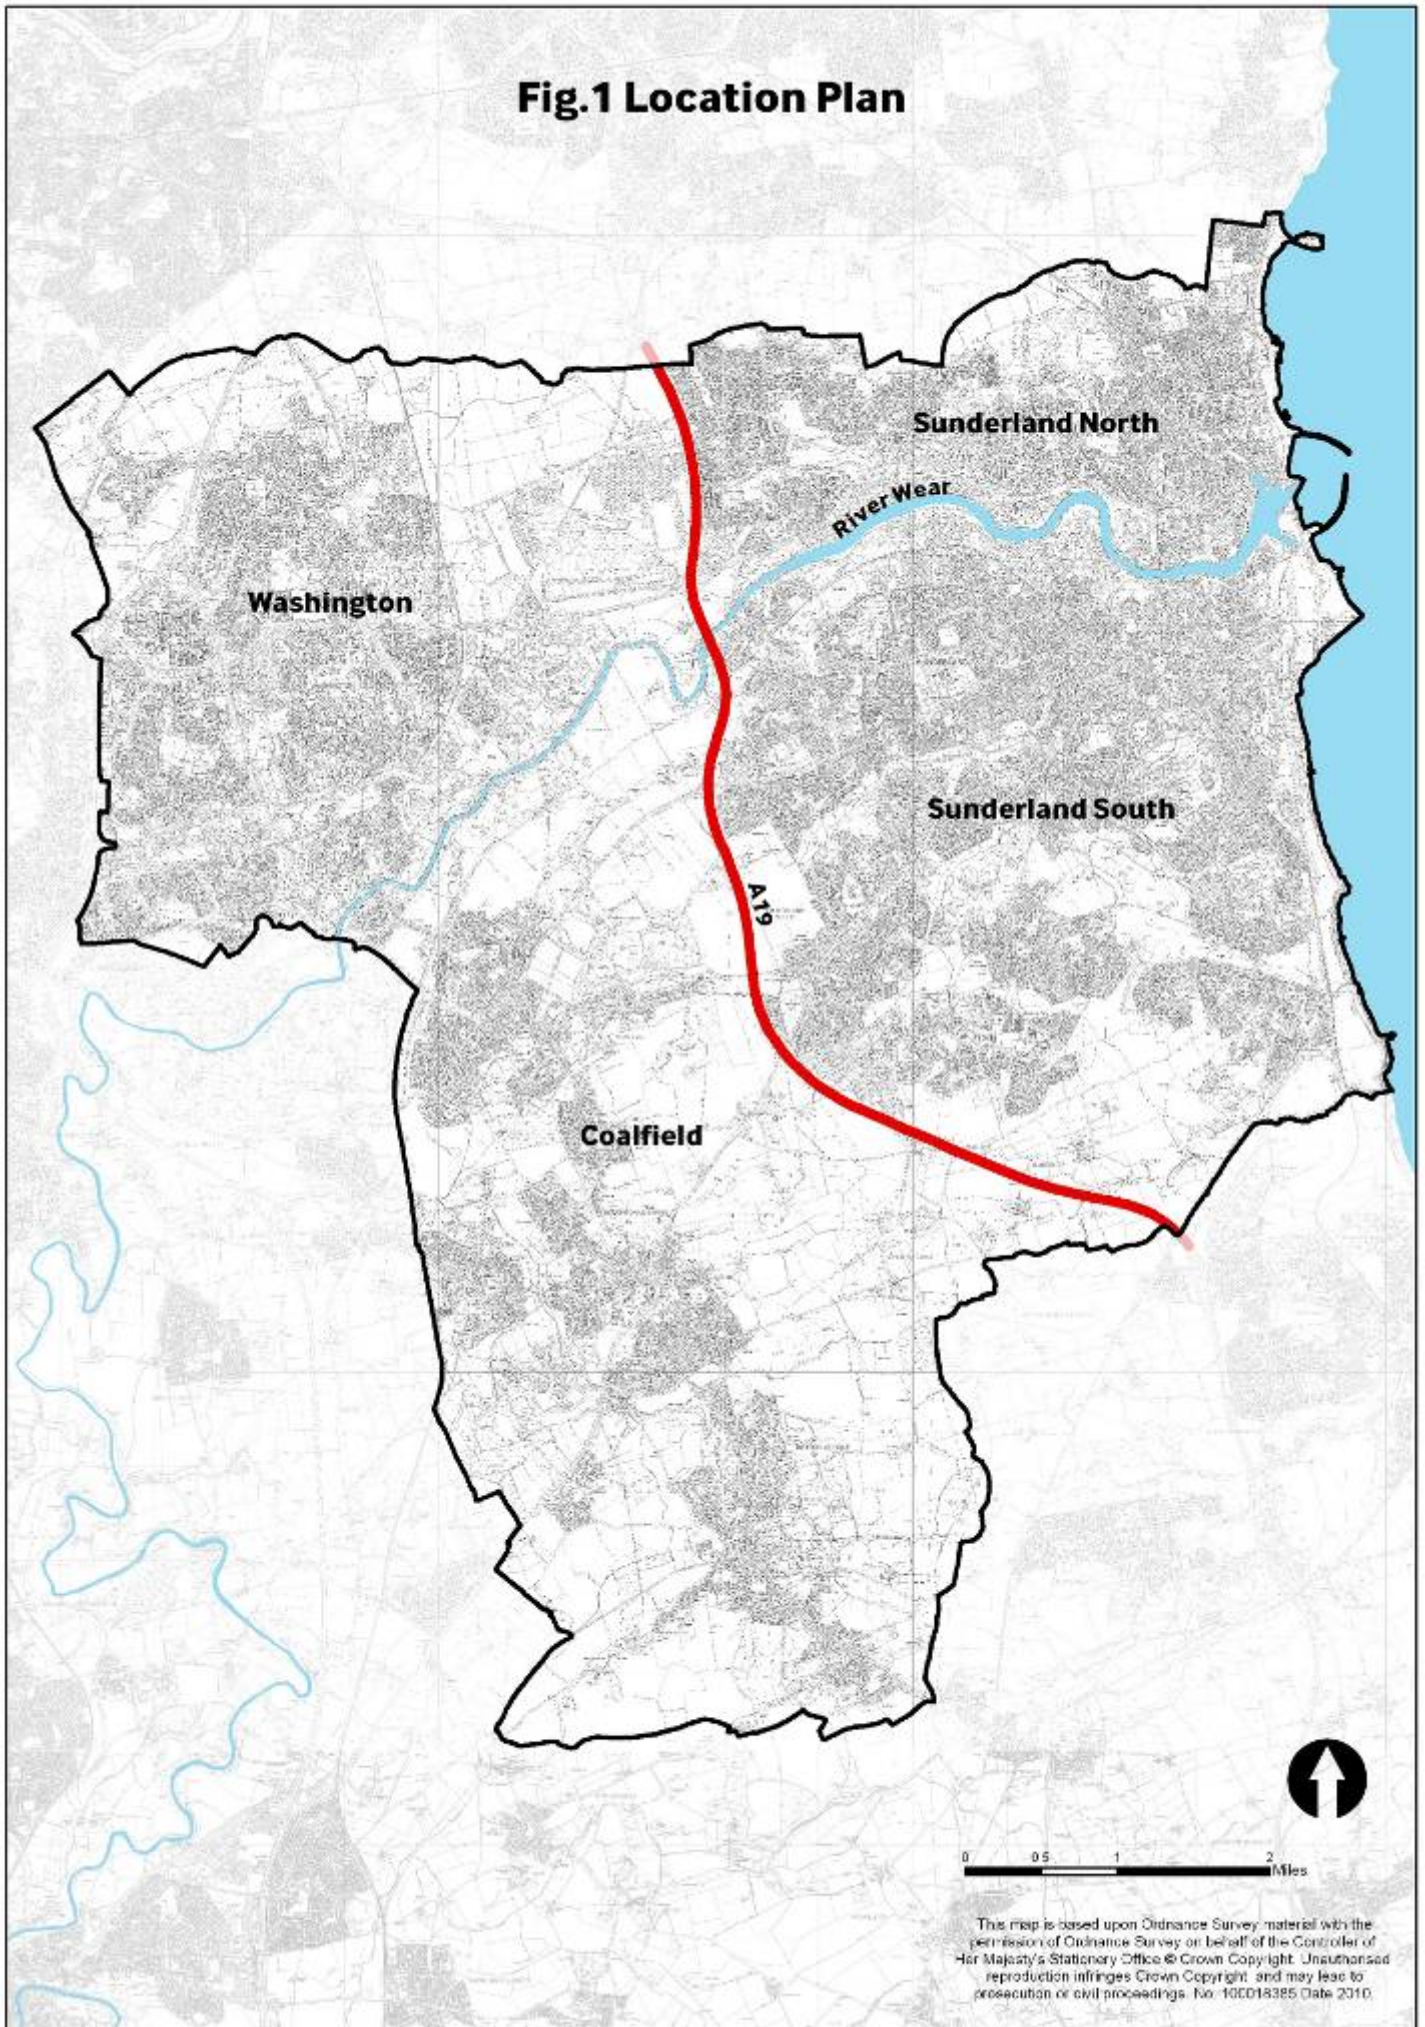 Fig.1 Location Plan
Sunderland North
River Wear
Washington
Sunderland South
A19
Coalfield
0 0.5 1 2
Miles
This map is based upon Ordnance Survey material with the
permission of Ordnance Survey on behalf of the Controller of
Her Majesty's Stationery Office © Crown Copyright. Unauthorised
reproduction infringes Crown Copyright and may lead to
prosecution or civil proceedings. No. 100018385 Date 2010.